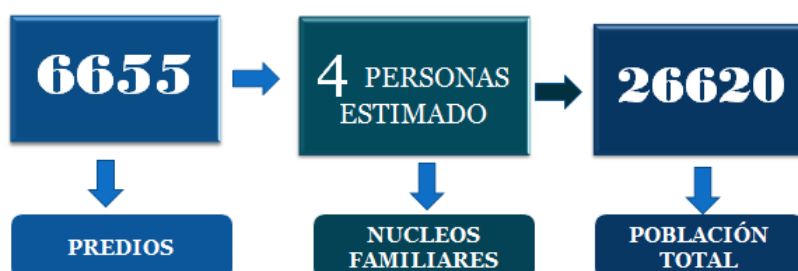 6655
4 PERSONAS
ESTIMADO
26620
PREDIOS
NUCLEOS
FAMILIARES
POBLACIÓN
TOTAL